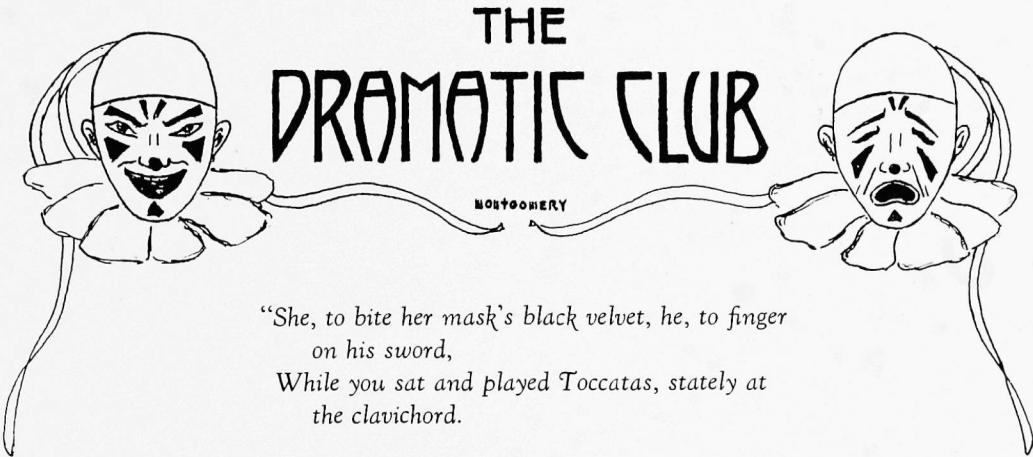 THE
DRAMATIC CLUB
MONTGOMERY
“She, to bite her mask's black velvet, he, to finger
on his sword,
While you sat and played Toccatas, stately at
the clavichord.